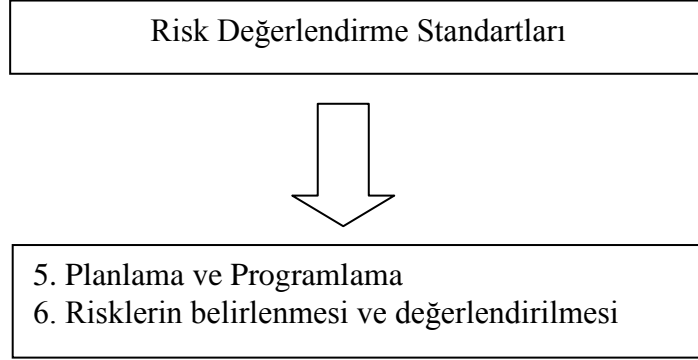 Risk Değerlendirme Standartları
5. Planlama ve Programlama
6. Risklerin belirlenmesi ve değerlendirilmesi